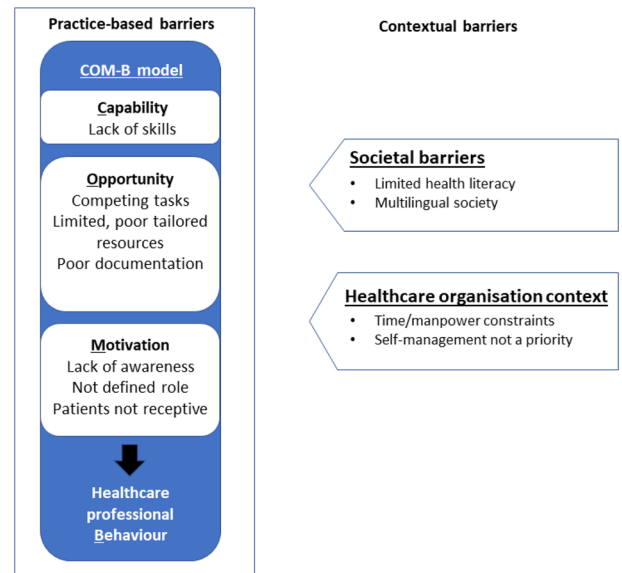 Practice-based barriers
COM-B model
Capability
Lack of skills
Opportunity
Competing tasks
Limited, poor tailored
resources
Poor documentation
Motivation
Lack of awareness
Not defined role
Patients not receptive
Healthcare
professional
Behaviour
Contextual barriers
Societal barriers
• Limited health literacy
• Multilingual society
Healthcare organisation context
• Time/manpower constraints
• Self-management not a priority